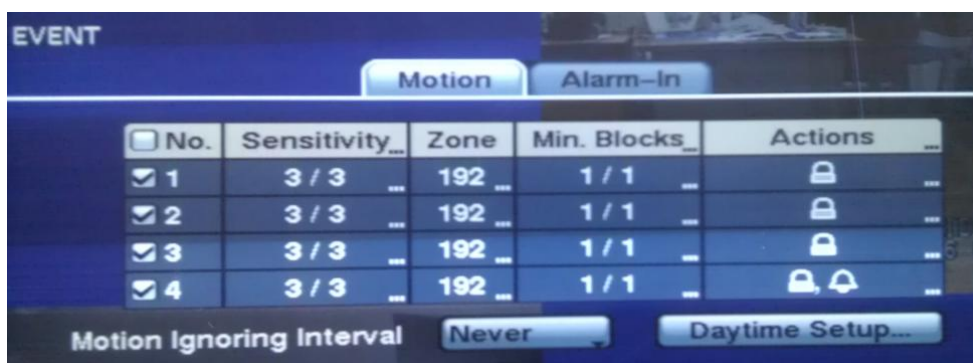 EVENT
Motion Alarm-In
No. Sensitivity... Zone Min. Blocks... Actions ...
1 3 / 3 ... 192 ... 1 / 1 ... ...
2 3 / 3 ... 192 ... 1 / 1 ... ...
3 3 / 3 ... 192 ... 1 / 1 ... ...
4 3 / 3 ... 192 ... 1 / 1 ... , ...
Motion Ignoring Interval Never Daytime Setup...